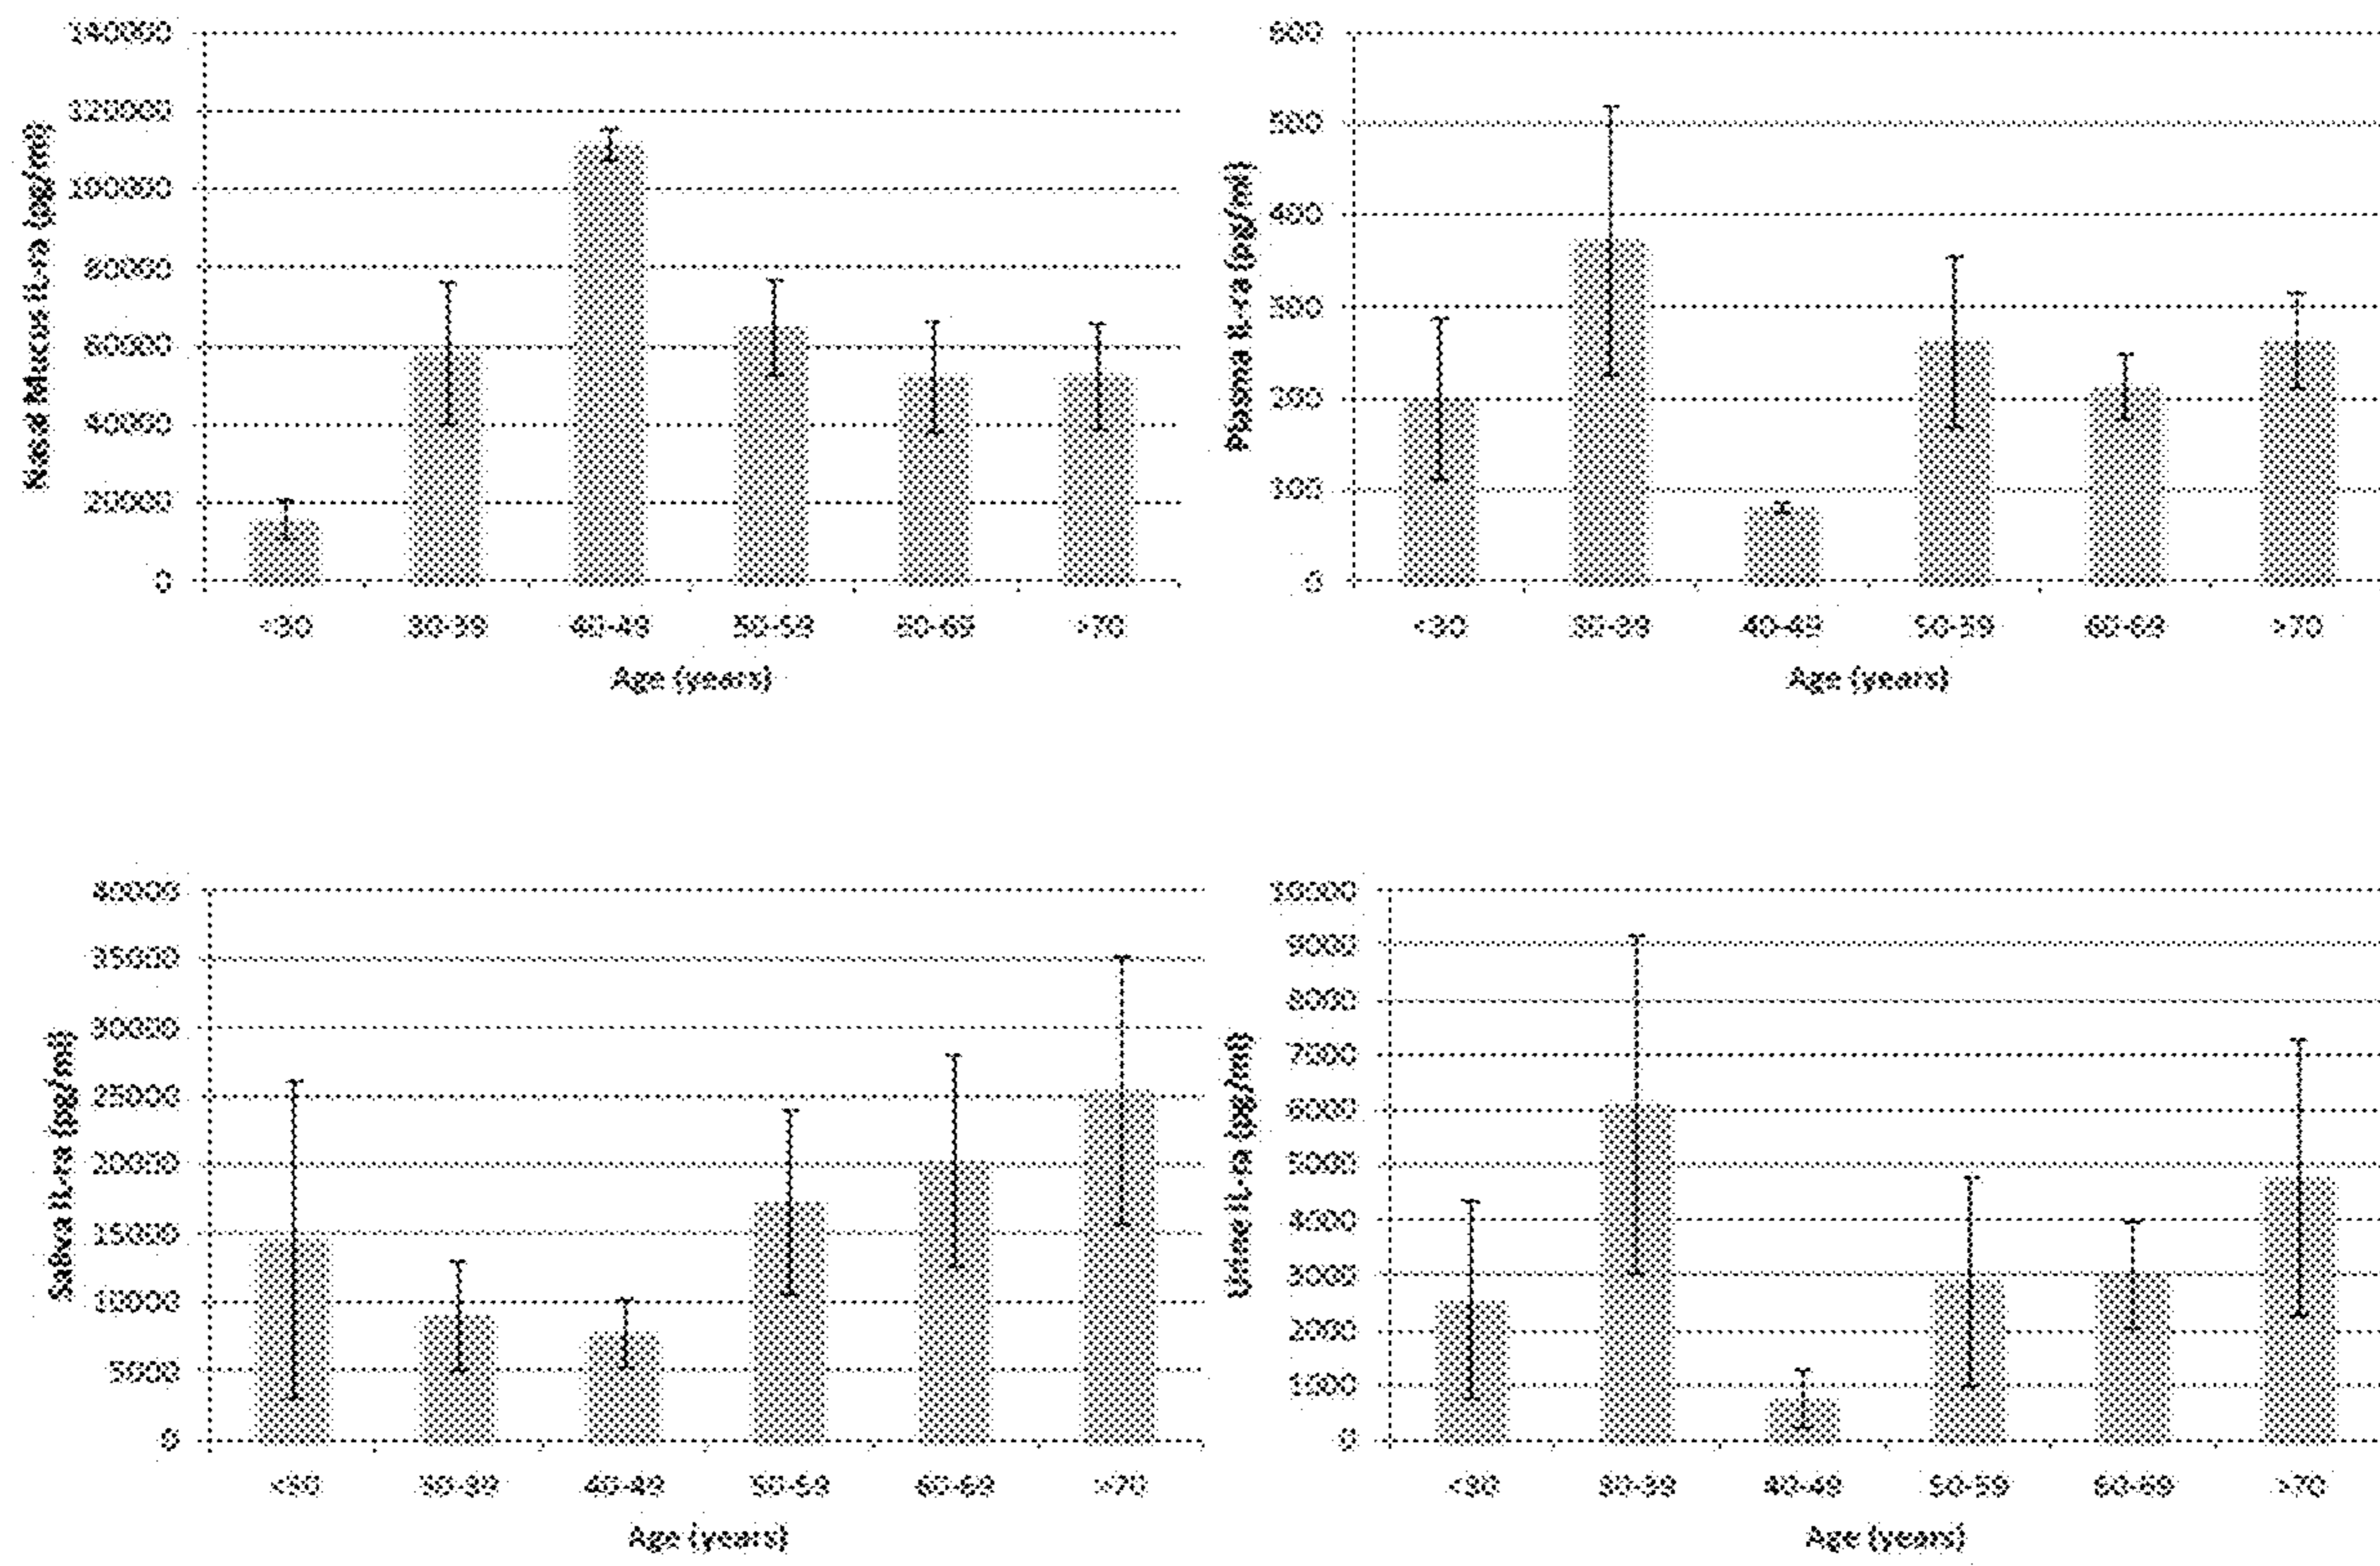 140000
120000
100000
80000
60000
40000
20000
0
Nasal Mucus IL-ra (pg/ml)
<30 30-39 40-49 50-59 60-69 >70
Age (years)
600
500
400
300
200
100
0
Plasma IL-ra (pg/ml)
<30 30-39 40-49 50-59 60-69 >70
Age (years)
40000
35000
30000
25000
20000
15000
10000
5000
0
Saliva IL-ra (pg/ml)
<30 30-39 40-49 50-59 60-69 >70
Age (years)
10000
9000
8000
7000
6000
5000
4000
3000
2000
1000
0
Urine IL-ra (pg/ml)
<30 30-39 40-49 50-59 60-69 >70
Age (years)